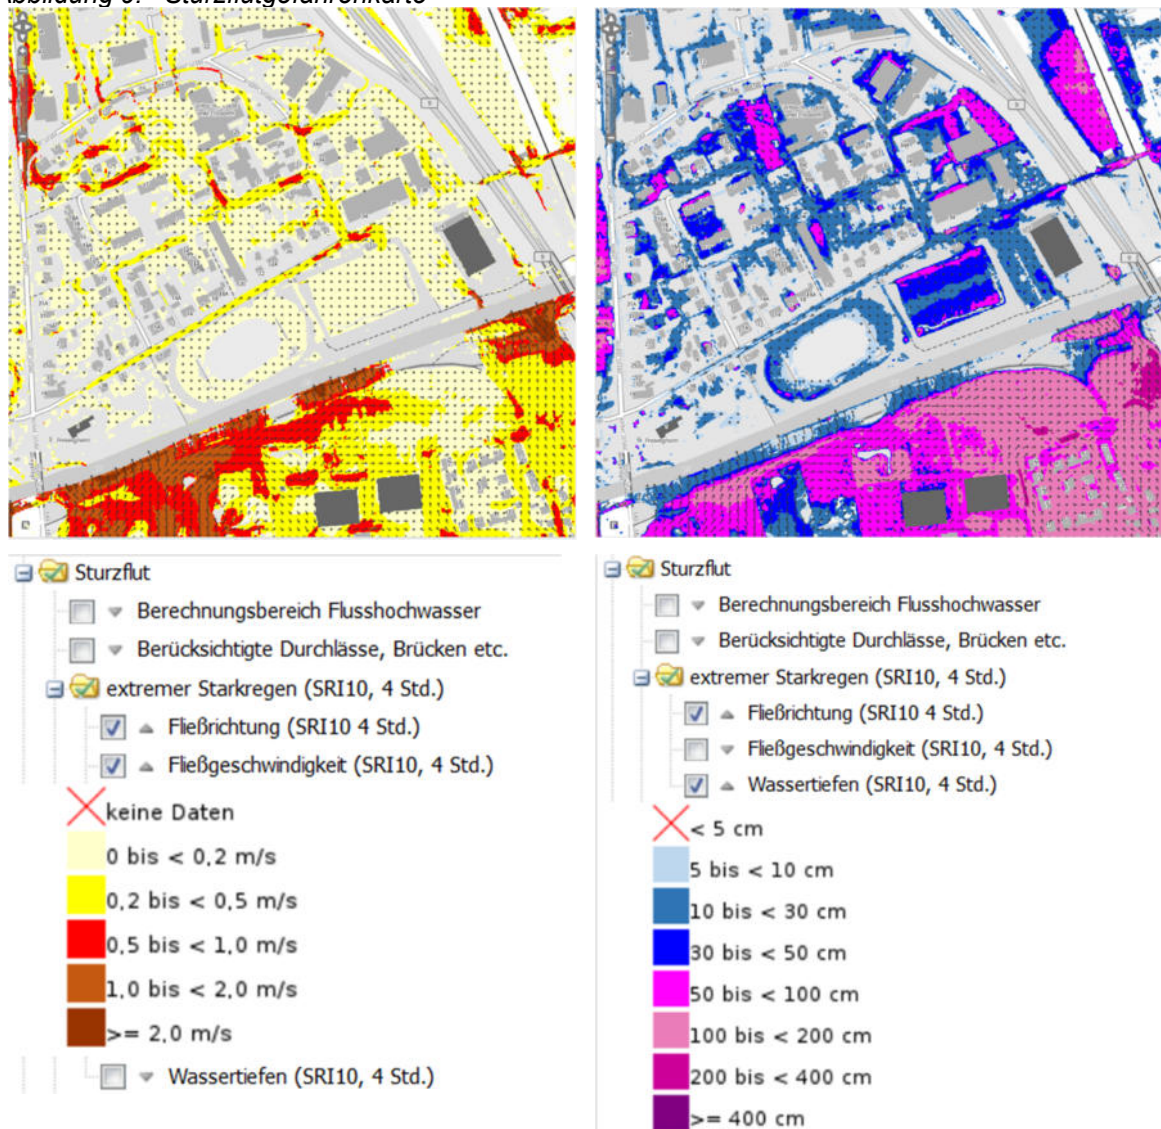 Abbildung 9: Sturzflutgefahrenkarte
Sturzflut
Berechnungsbereich Flusshochwasser
Berücksichtigte Durchlässe, Brücken etc.
extremer Starkregen (SRI10, 4 Std.)
Fließrichtung (SRI10 4 Std.)
Fließgeschwindigkeit (SRI10, 4 Std.)
keine Daten
0 bis < 0,2 m/s
0,2 bis < 0,5 m/s
0,5 bis < 1,0 m/s
1,0 bis < 2,0 m/s
>= 2,0 m/s
Wassertiefen (SRI10, 4 Std.)
Sturzflut
Berechnungsbereich Flusshochwasser
Berücksichtigte Durchlässe, Brücken etc.
extremer Starkregen (SRI10, 4 Std.)
Fließrichtung (SRI10 4 Std.)
Fließgeschwindigkeit (SRI10, 4 Std.)
Wassertiefen (SRI10, 4 Std.)
< 5 cm
5 bis < 10 cm
10 bis < 30 cm
30 bis < 50 cm
50 bis < 100 cm
100 bis < 200 cm
200 bis < 400 cm
>= 400 cm